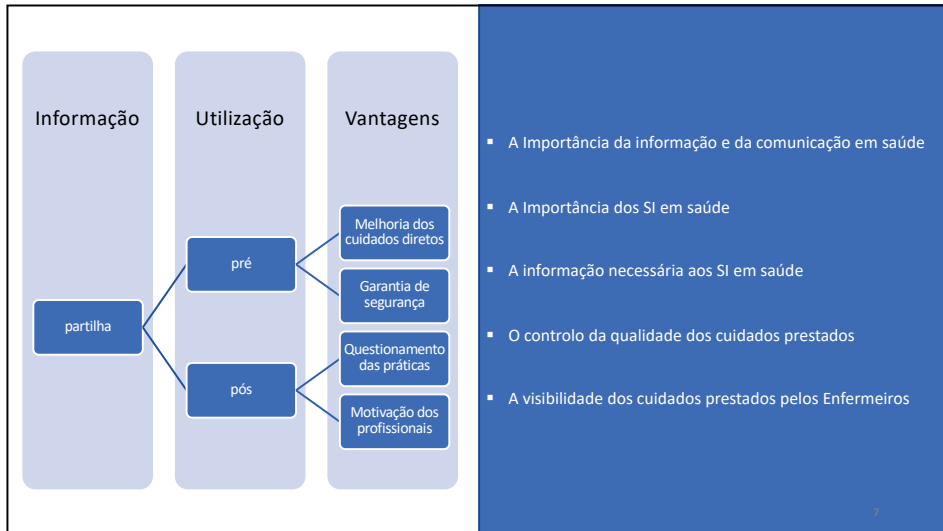 Informação
Utilização
Vantagens
partilha
pré
pós
Melhoria dos
cuidados diretos
Garantia de
segurança
Questionamento
das práticas
Motivação dos
profissionais
▪ A Importância da informação e da comunicação em saúde
▪ A Importância dos SI em saúde
▪ A informação necessária aos SI em saúde
▪ O controlo da qualidade dos cuidados prestados
▪ A visibilidade dos cuidados prestados pelos Enfermeiros
7